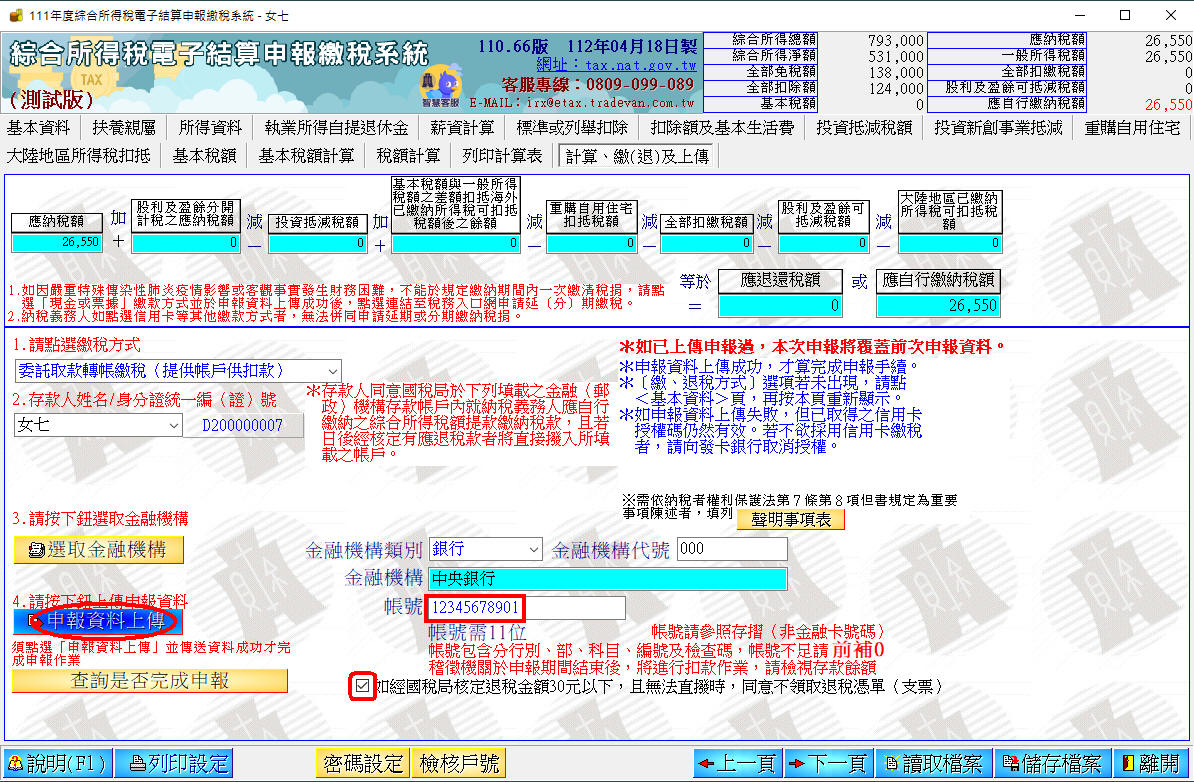 111年度綜合所得稅電子結算申報繳稅系統 - 女七
綜合所得稅電子結算申報繳稅系統
TAX
(測試版)
110.66版 112年04月18日製
網址：tax.nat.gov.tw
客服專線：0809-099-089
E-MAIL：irx@etax.tradevan.com.tw
智慧客服
綜合所得總額 793,000 應納稅額 26,550
綜合所得淨額 531,000 一般所得稅額 26,550
全部免稅額 138,000 全部扣繳稅額 0
全部扣除額 124,000 股利及盈餘可抵減稅額 0
基本稅額 0 應自行繳納稅額 26,550
基本資料 扶養親屬 所得資料 執業所得自提退休金 薪資計算 標準或列舉扣除 扣除額及基本生活費 投資抵減稅額 投資新創事業抵減 重購自用住宅
大陸地區所得稅扣抵 基本稅額 基本稅額計算 稅額計算 列印計算表 計算、繳(退)及上傳
應納稅額
26,550
加
＋
股利及盈餘分開
計稅之應納稅額
0
減
－
投資抵減稅額
0
加
＋
基本稅額與一般所得
稅額之差額扣抵海外
已繳納所得稅可扣抵
稅額後之餘額
0
減
－
重購自用住宅
扣抵稅額
0
減
－
全部扣繳稅額
0
減
－
股利及盈餘可
抵減稅額
0
減
－
大陸地區已繳納
所得稅可扣抵稅
額
0
等於
＝
應退還稅額
0
或
應自行繳納稅額
26,550
1.如因嚴重特殊傳染性肺炎疫情影響或客觀事實發生財務困難，不能於規定繳納期間內一次繳清稅捐，請點
選「現金或票據」繳款方式並於申報資料上傳成功後，點選連結至稅務入口網申請延（分）期繳稅。
2.納稅義務人如點選信用卡等其他繳款方式者，無法併同申請延期或分期繳納稅捐。
1.請點選繳稅方式
委託取款轉帳繳稅（提供帳戶供扣款）
2.存款人姓名/身分證統一編（證）號
女七 D200000007
※存款人同意國稅局於下列填載之金融（郵
政）機構存款帳戶內就納稅義務人應自行
繳納之綜合所得稅額提款繳納稅款，且若
日後經核定有應退稅款者將直接撥入所填
載之帳戶。
※如已上傳申報過，本次申報將覆蓋前次申報資料。
※申報資料上傳成功，才算完成申報手續。
※〔繳、退稅方式〕選項若未出現，請點
＜基本資料＞頁，再按本頁重新顯示。
※如申報資料上傳失敗，但已取得之信用卡
授權碼仍然有效。若不欲採用信用卡繳稅
者，請向發卡銀行取消授權。
※需依納稅者權利保護法第7條第8項但書規定為重要
事項陳述者，填列 聲明事項表
3.請按下鈕選取金融機構
選取金融機構
金融機構類別 銀行 金融機構代號 000
金融機構 中央銀行
帳號 12345678901
帳號需11位 帳號請參照存摺（非金融卡號碼）
帳號包含分行別、部、科目、編號及檢查碼，帳號不足請 前補0
稽徵機關於申報期間結束後，將進行扣款作業，請檢視存款餘額
4.請按下鈕上傳申報資料
申報資料上傳
須點選「申報資料上傳」並傳送資料成功才完
成申報作業
查詢是否完成申報
如經國稅局核定退稅金額30元以下，且無法直撥時，同意不領取退稅憑單（支票）
說明(F1) 列印設定 密碼設定 檢核戶號 上一頁 下一頁 讀取檔案 儲存檔案 離開